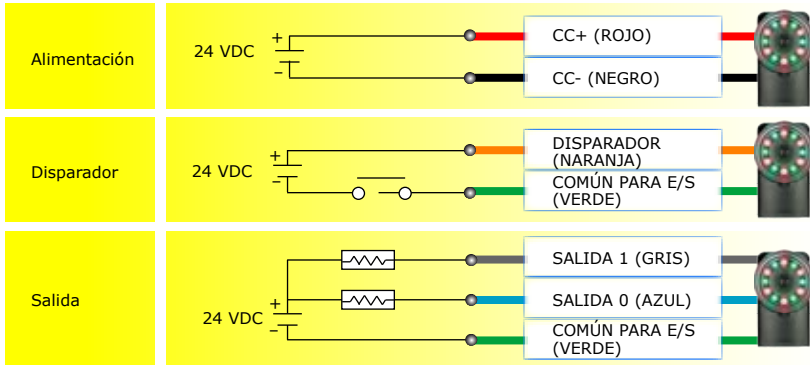 Alimentación
24 VDC
+
–
CC+ (ROJO)
CC- (NEGRO)
Disparador
24 VDC
+
–
DISPARADOR
(NARANJA)
COMÚN PARA E/S
(VERDE)
Salida
24 VDC
+
–
SALIDA 1 (GRIS)
SALIDA 0 (AZUL)
COMÚN PARA E/S
(VERDE)